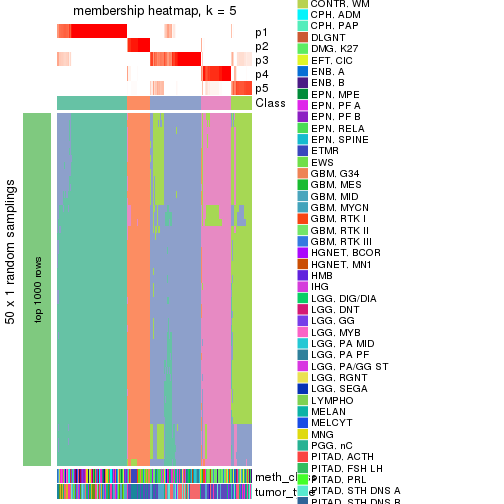 membership heatmap, k = 5
p1
p2
p3
p4
p5
Class
50 x 1 random samplings
top 1000 rows
CONTR. WM
CPH. ADM
CPH. PAP
DLGNT
DMG. K27
EFT. CIC
ENB. A
ENB. B
EPN. MPE
EPN. PF A
EPN. PF B
EPN. RELA
EPN. SPINE
ETMR
EWS
GBM. G34
GBM. MES
GBM. MID
GBM. MYCN
GBM. RTK I
GBM. RTK II
GBM. RTK III
HGNET. BCOR
HGNET. MN1
HMB
IHG
LGG. DIG/DIA
LGG. DNT
LGG. GG
LGG. MYB
LGG. PA MID
LGG. PA PF
LGG. PA/GG ST
LGG. RGNT
LGG. SEGA
LYMPHO
MELAN
MELCYT
MNG
PGG. nC
PITAD. ACTH
PITAD. FSH LH
PITAD. PRL
PITAD. STH DNS A
PITAD. STH DNS B